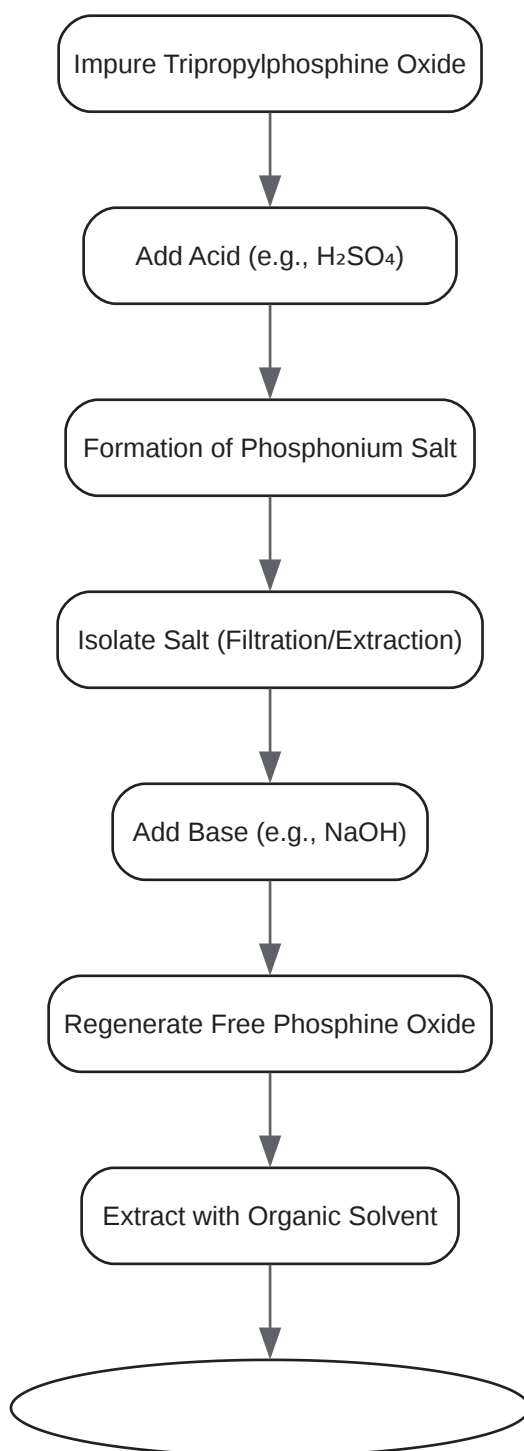 Impure Tripropylphosphine Oxide
Add Acid (e.g., H₂SO₄)
Formation of Phosphonium Salt
Isolate Salt (Filtration/Extraction)
Add Base (e.g., NaOH)
Regenerate Free Phosphine Oxide
Extract with Organic Solvent